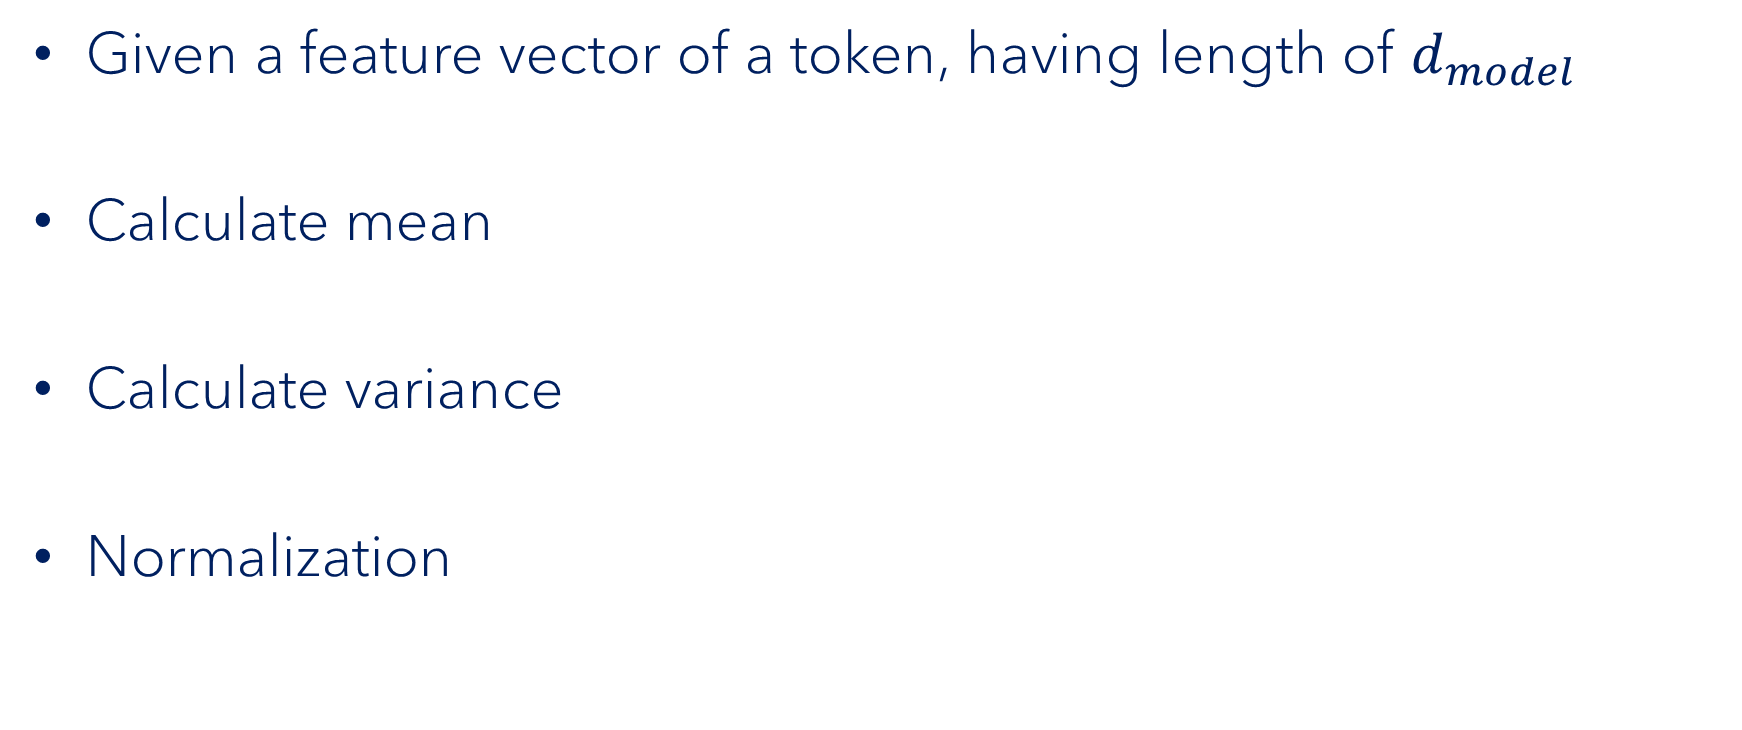 • Given a feature vector of a token, having length of d_model
• Calculate mean
• Calculate variance
• Normalization